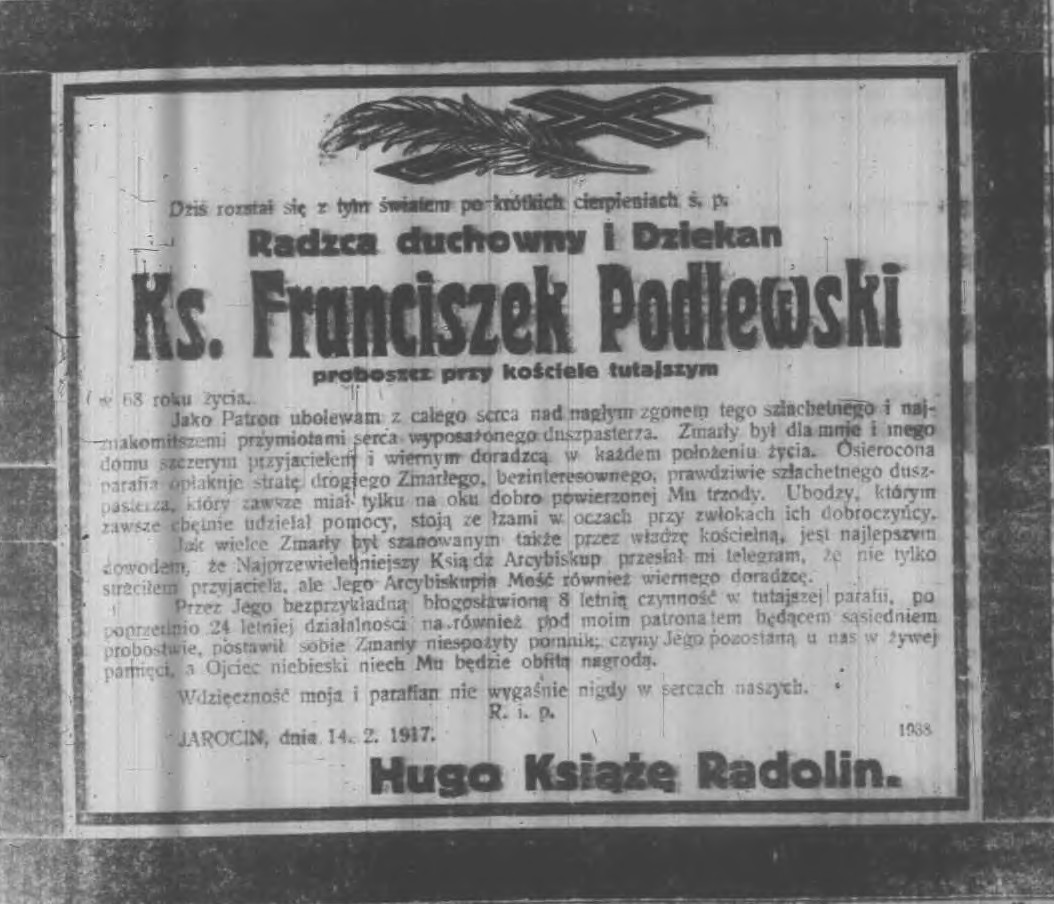 Dziś rozstał się z tym światem po krótkich cierpieniach ś. p.
Radzca duchowny i Dziekan
Ks. Franciszek Podlewski
proboszcz przy kościele tutajszym
w 68 roku życia.
Jako Patron ubolewam z całego serca nad nagłym zgonem tego szlachetnego i naj-
znakomitszemi przymiotami serca wyposażonego duszpasterza. Zmarły był dla mnie i mego
domu szczerym przyjacielem i wiernym doradzcą w każdem położeniu życia. Osierocona
parafia opłakuje stratę drogiego Zmarłego, bezinteresownego, prawdziwie szlachetnego dusz-
pasterza, który zawsze miał tylku na oku dobro powierzonej Mu trzody. Ubodzy, którym
zawsze chętnie udzielał pomocy, stoją ze łzami w oczach przy zwłokach ich dobroczyńcy.
Jak wielce Zmarły był szanowanym także przez władzę kościelną, jest najlepszym
dowodem, że Najprzewielebniejszy Ksiądz Arcybiskup przesłał mi telegram, że nie tylko
straciłem przyjaciela, ale Jego Arcybiskupia Mość również wiernego doradzcę.
Przez Jego bezprzykładną błogosławioną 8 letnią czynność w tutajszej parafii, po
poprzednio 24 letniej działalności na również pod moim patronatem będącem sąsiedniem
probostwie, postawił sobie Zmarły niespożyty pomnik; czyny Jego pozostaną u nas w żywej
pamięci, a Ojciec niebieski niech Mu będzie obfitą nagrodą.
Wdzięczność moja i parafian nie wygaśnie nigdy w sercach naszych.
R. i. p.
JAROCIN, dnia 14. 2. 1917.
1938
Hugo Książę Radolin.